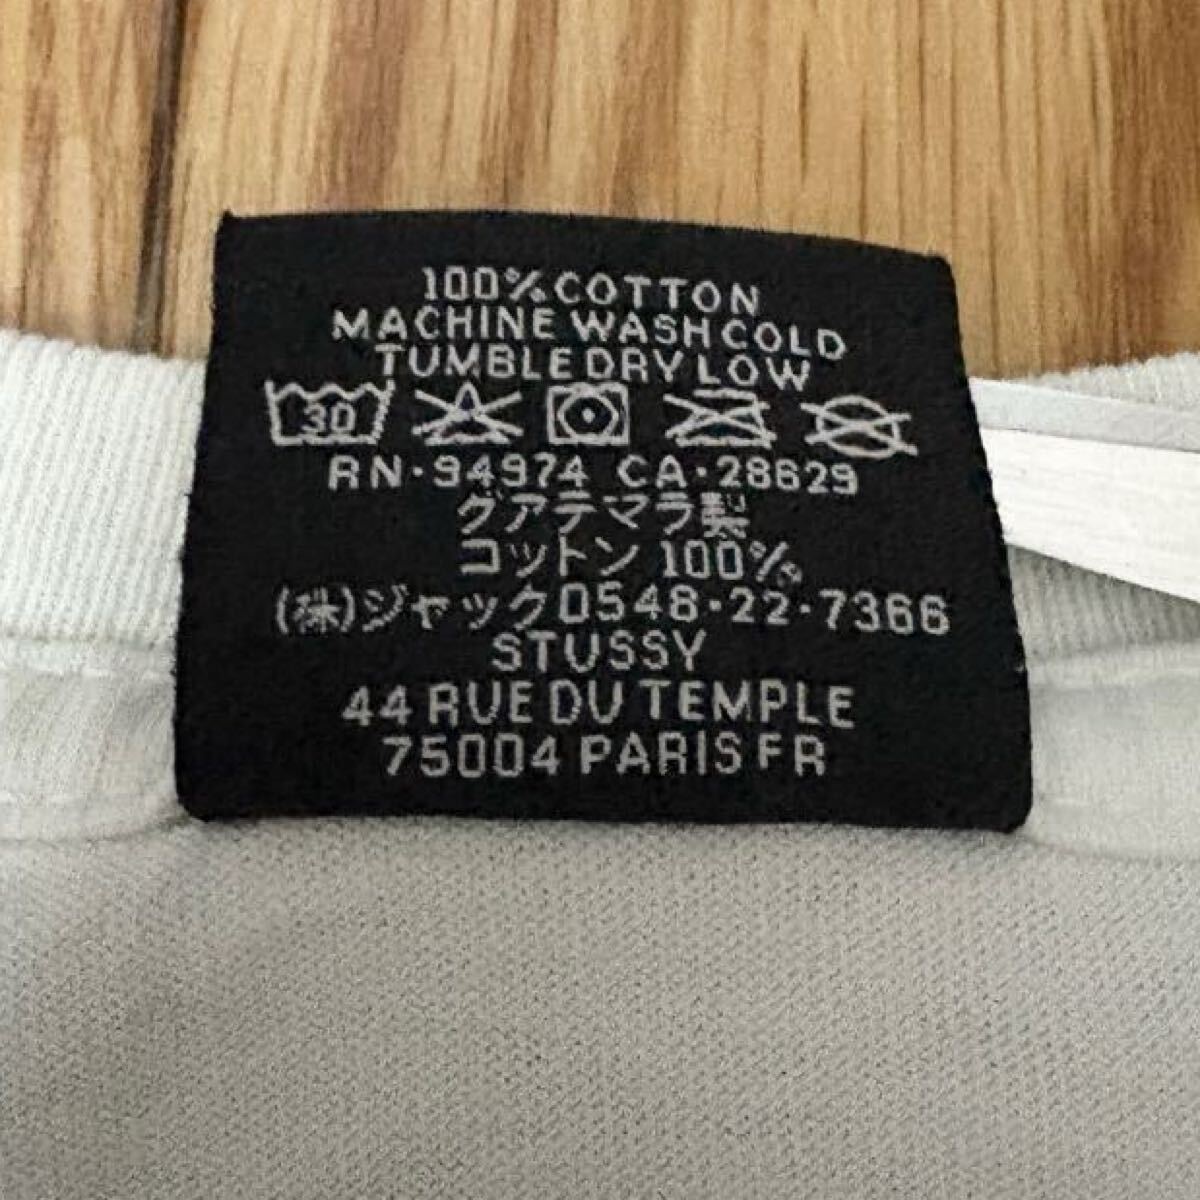 100% COTTON
MACHINE WASH COLD
TUMBLE DRY LOW
30
RN・94974 CA・28629
グアテマラ製
コットン 100%
(株)ジャック0548・22・7366
STUSSY
44 RUE DU TEMPLE
75004 PARIS FR